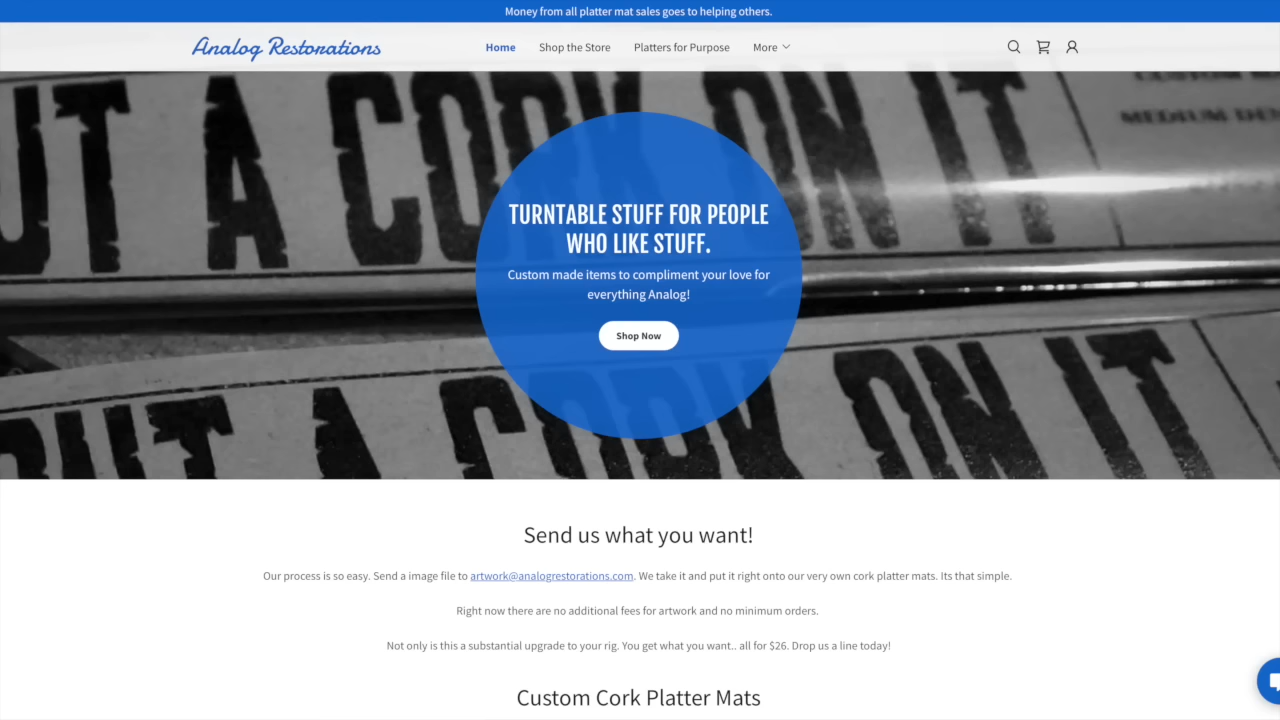 Money from all platter mat sales goes to helping others.
Analog Restorations
Home
Shop the Store
Platters for Purpose
More
CUT A CORK ON IT
MEDIUM DEN
TURNTABLE STUFF FOR PEOPLE
WHO LIKE STUFF.
Custom made items to compliment your love for
everything Analog!
Shop Now
PUT A CORK ON IT
Send us what you want!
Our process is so easy. Send a image file to artwork@analogrestorations.com. We take it and put it right onto our very own cork platter mats. Its that simple.
Right now there are no additional fees for artwork and no minimum orders.
Not only is this a substantial upgrade to your rig. You get what you want.. all for $26. Drop us a line today!
Custom Cork Platter Mats